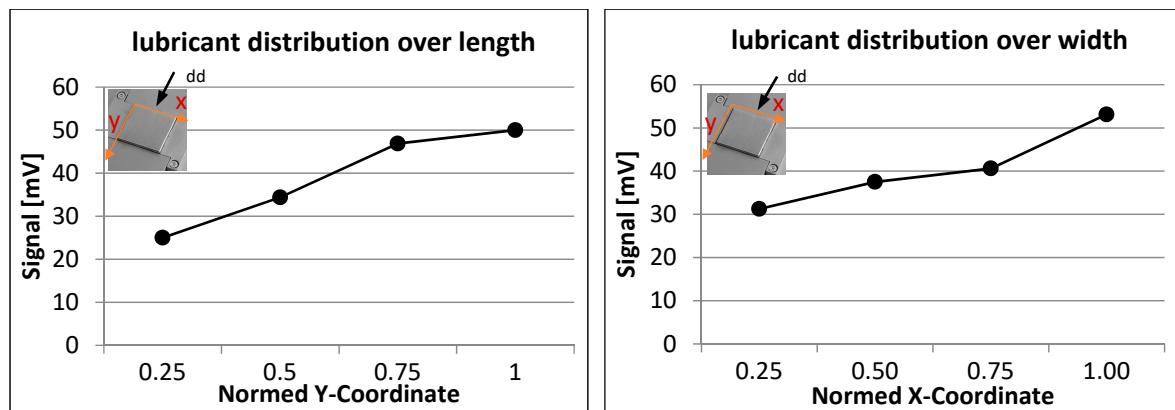 lubricant distribution over length
60
50
40
30
20
10
0
Signal [mV]
dd
x
y
0.25 0.5 0.75 1
Normed Y-Coordinate
lubricant distribution over width
60
50
40
30
20
10
0
Signal [mV]
dd
x
y
0.25 0.50 0.75 1.00
Normed X-Coordinate